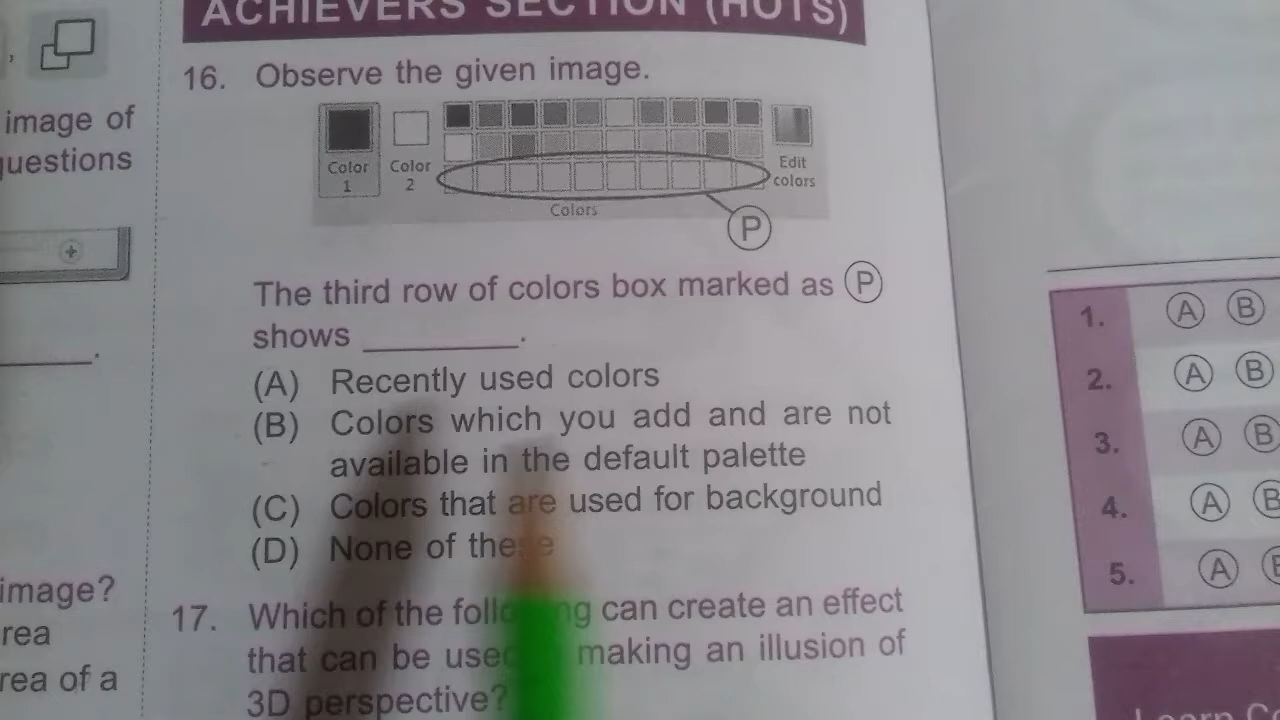 ,
image of
questions
.
image?
rea
rea of a
ACHIEVERS SECTION (HOTS)
16. Observe the given image.
Color 1
Color 2
Edit colors
Colors
P
The third row of colors box marked as P
shows ________.
(A) Recently used colors
(B) Colors which you add and are not
available in the default palette
(C) Colors that are used for background
(D) None of these
17. Which of the following can create an effect
that can be used making an illusion of
3D perspective?
1. A B
2. A B
3. A B
4. A B
5. A B